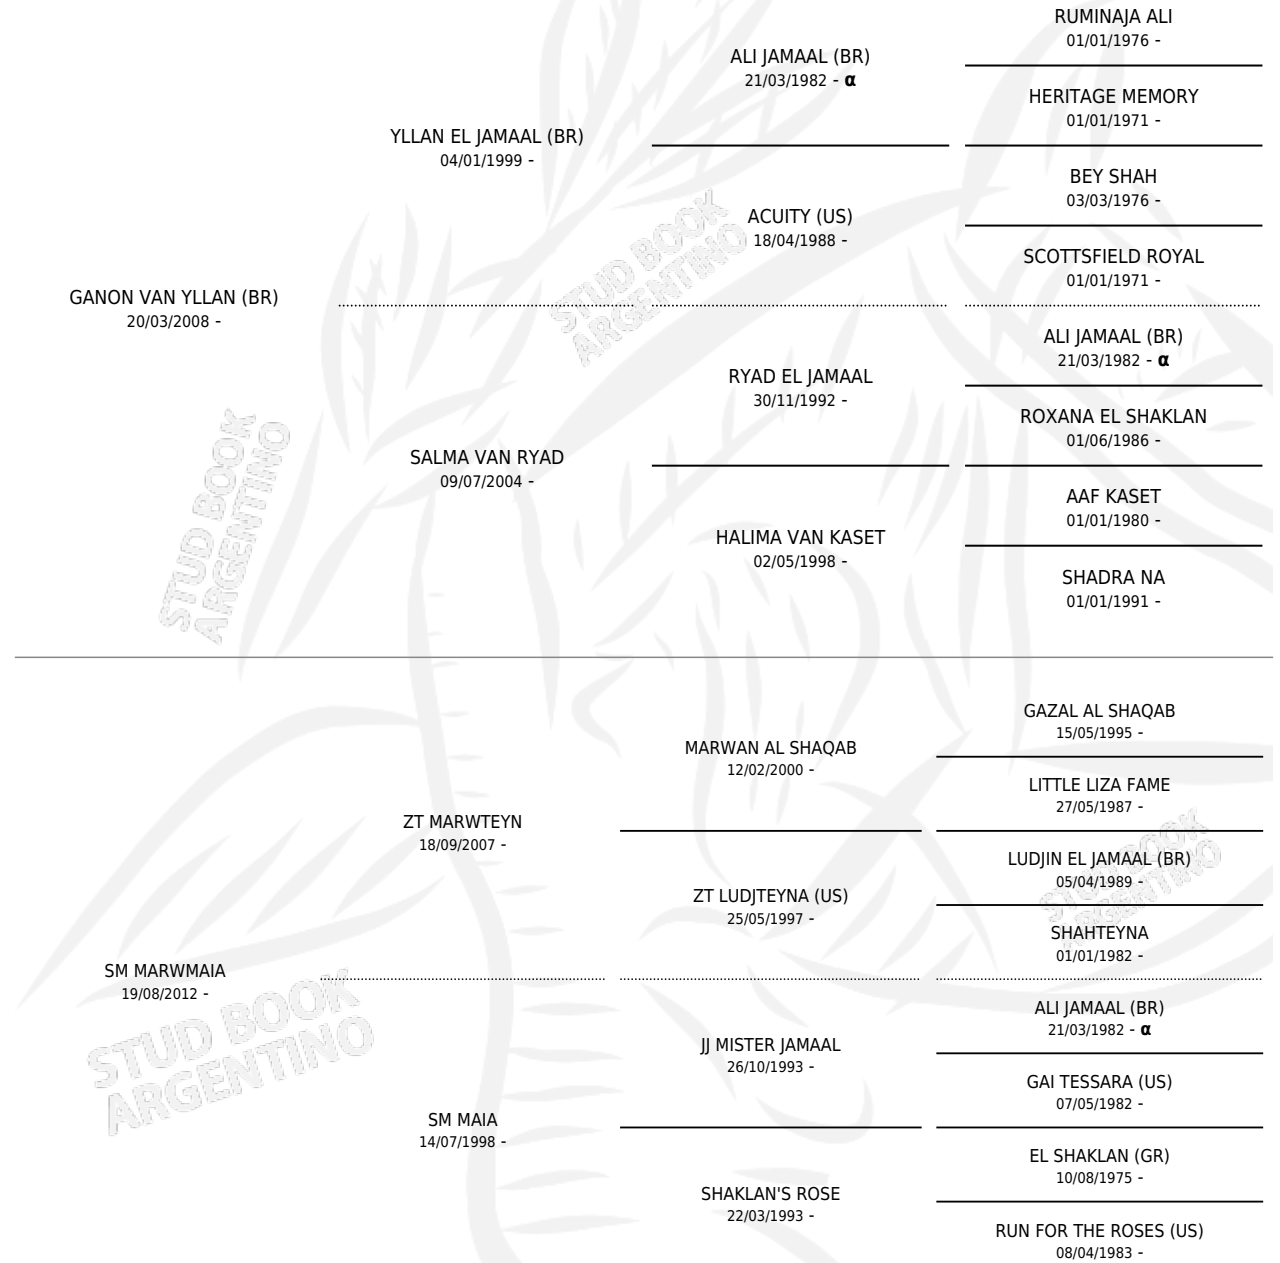 RUMINAJA ALI
01/01/1976 -
ALI JAMAAL (BR)
21/03/1982 - α
HERITAGE MEMORY
01/01/1971 -
YLLAN EL JAMAAL (BR)
04/01/1999 -
BEY SHAH
03/03/1976 -
ACUITY (US)
18/04/1988 -
SCOTTSFIELD ROYAL
01/01/1971 -
GANON VAN YLLAN (BR)
20/03/2008 -
STUD BOOK
ARGENTINO
ALI JAMAAL (BR)
21/03/1982 - α
RYAD EL JAMAAL
30/11/1992 -
ROXANA EL SHAKLAN
01/06/1986 -
SALMA VAN RYAD
09/07/2004 -
AAF KASET
01/01/1980 -
HALIMA VAN KASET
02/05/1998 -
SHADRA NA
01/01/1991 -
STUD BOOK
ARGENTINO
GAZAL AL SHAQAB
15/05/1995 -
MARWAN AL SHAQAB
12/02/2000 -
LITTLE LIZA FAME
27/05/1987 -
ZT MARWTEYN
18/09/2007 -
LUDJIN EL JAMAAL (BR)
05/04/1989 -
ZT LUDJTEYNA (US)
25/05/1997 -
SHAHTEYNA
01/01/1982 -
STUD BOOK
ARGENTINO
SM MARWMAIA
19/08/2012 -
ALI JAMAAL (BR)
21/03/1982 - α
JJ MISTER JAMAAL
26/10/1993 -
GAI TESSARA (US)
07/05/1982 -
STUD BOOK
ARGENTINO
SM MAIA
14/07/1998 -
EL SHAKLAN (GR)
10/08/1975 -
SHAKLAN'S ROSE
22/03/1993 -
RUN FOR THE ROSES (US)
08/04/1983 -